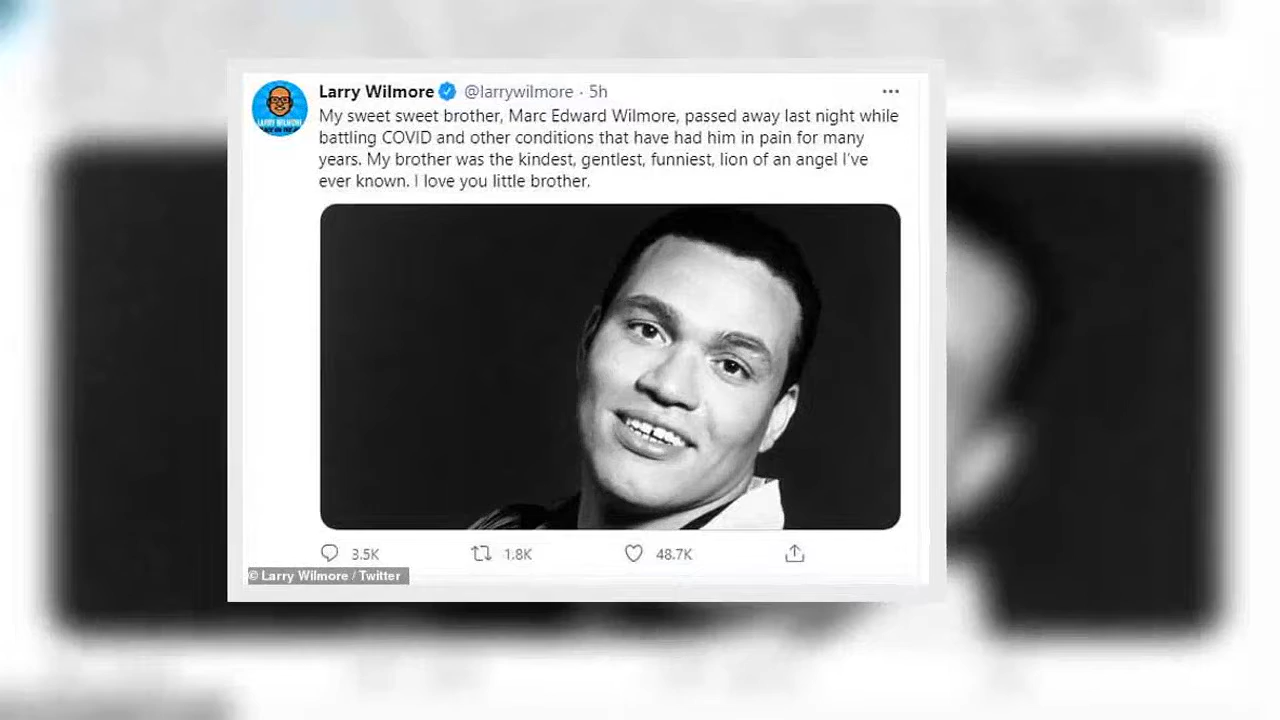 Larry Wilmore @larrywilmore · 5h
My sweet sweet brother, Marc Edward Wilmore, passed away last night while
battling COVID and other conditions that have had him in pain for many
years. My brother was the kindest, gentlest, funniest, lion of an angel I've
ever known. I love you little brother.
3.5K 1.8K 48.7K
© Larry Wilmore / Twitter